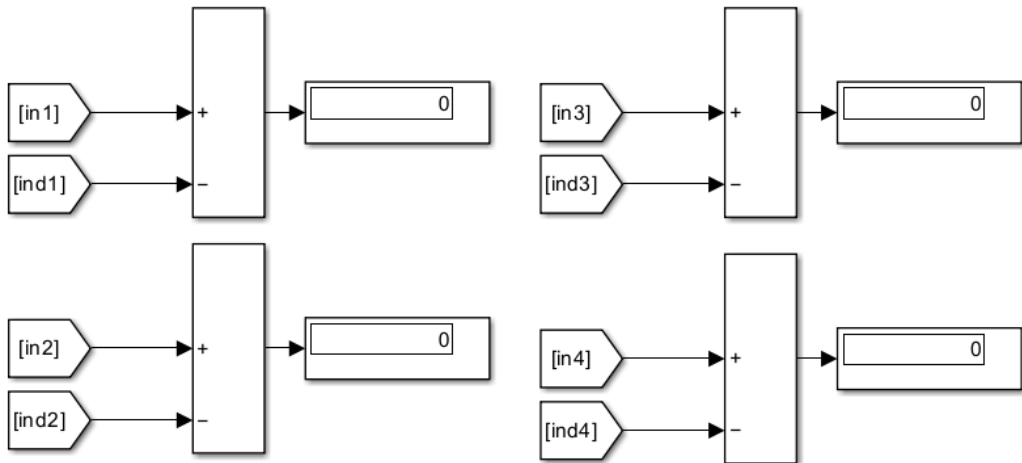 [in1]
+
0
[ind1]
−
[in3]
+
0
[ind3]
−
[in2]
+
0
[ind2]
−
[in4]
+
0
[ind4]
−